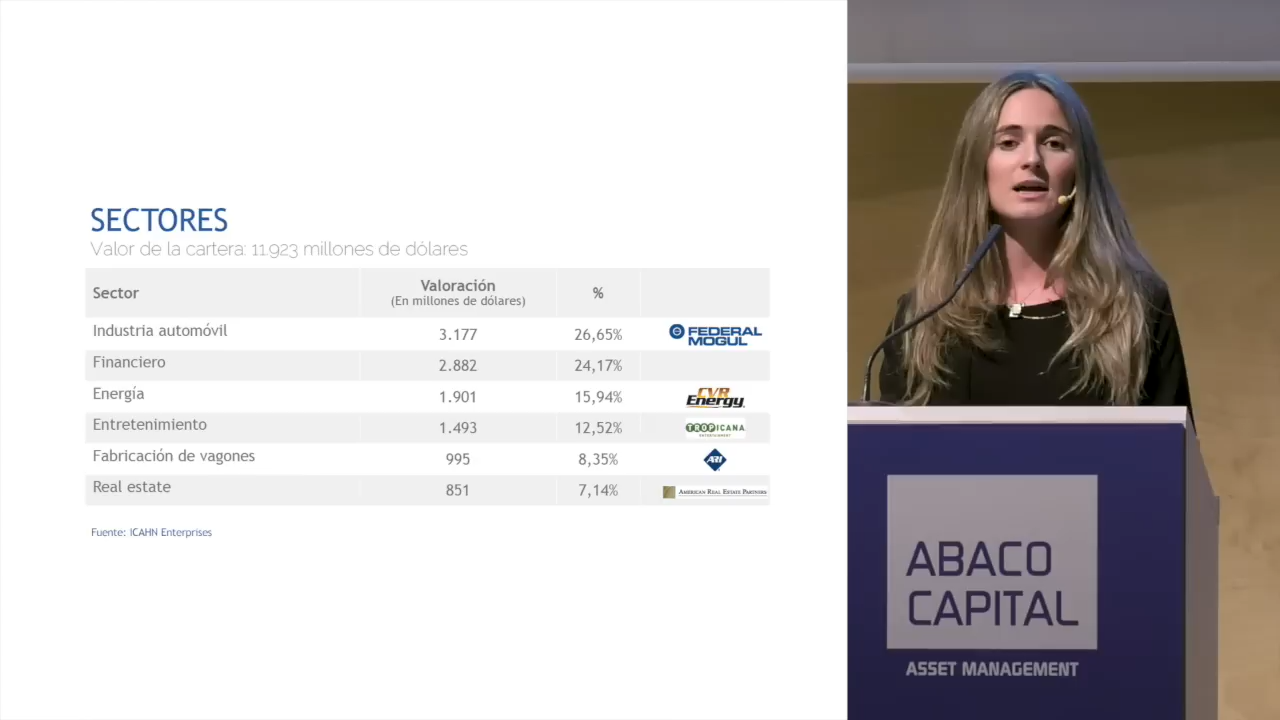 SECTORES
Valor de la cartera: 11.923 millones de dólares
Sector Valoración %
(En millones de dólares)
Industria automóvil 3.177 26,65% FEDERAL MOGUL
Financiero 2.882 24,17%
Energía 1.901 15,94% CVR Energy
Entretenimiento 1.493 12,52% TROPICANA ENTERTAINMENT
Fabricación de vagones 995 8,35% ARI
Real estate 851 7,14% AMERICAN REAL ESTATE PARTNERS
Fuente: ICAHN Enterprises
ABACO
CAPITAL
ASSET MANAGEMENT